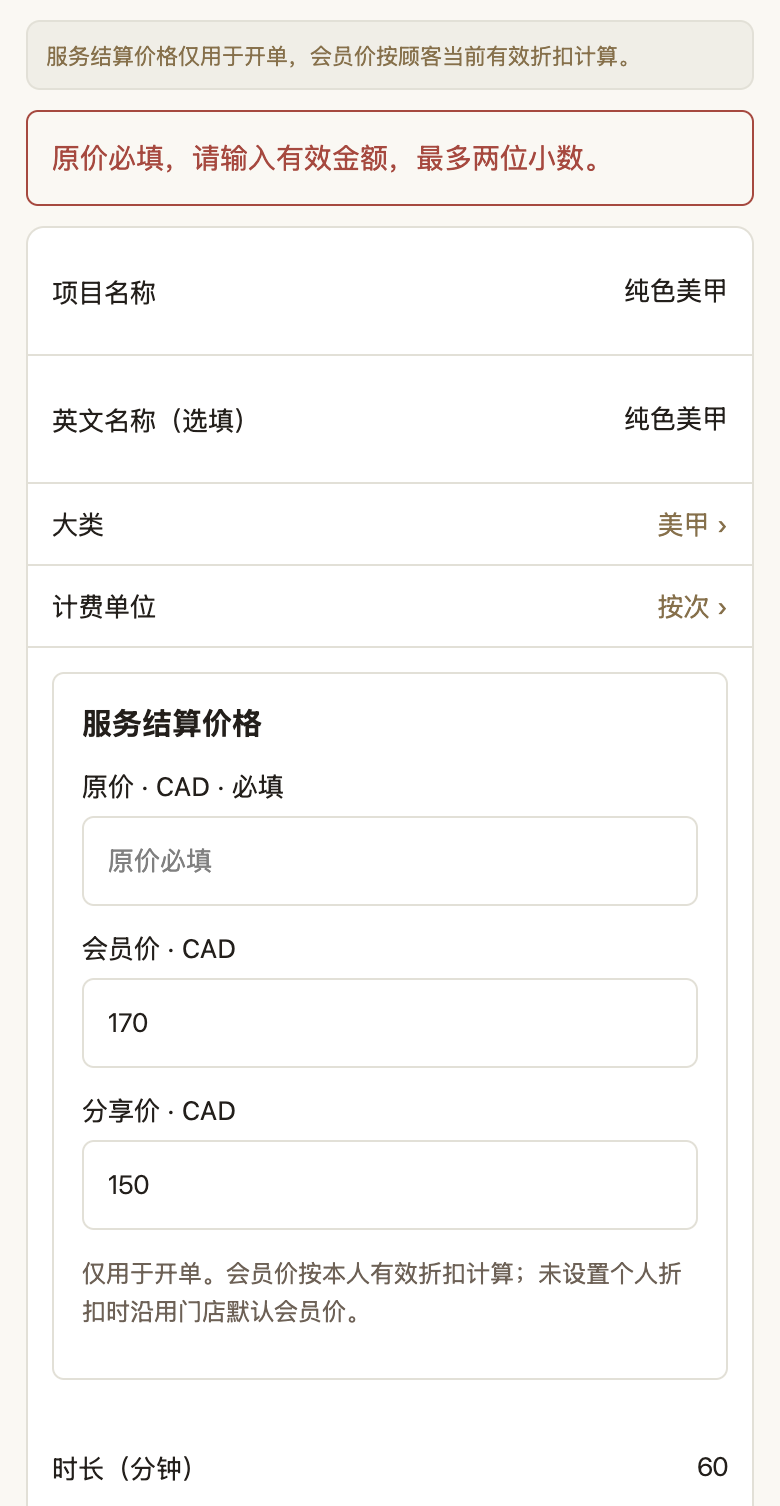 服务结算价格仅用于开单，会员价按顾客当前有效折扣计算。
原价必填，请输入有效金额，最多两位小数。
项目名称 纯色美甲
英文名称（选填） 纯色美甲
大类 美甲 ›
计费单位 按次 ›
服务结算价格
原价 · CAD · 必填
原价必填
会员价 · CAD
170
分享价 · CAD
150
仅用于开单。会员价按本人有效折扣计算；未设置个人折
扣时沿用门店默认会员价。
时长（分钟） 60